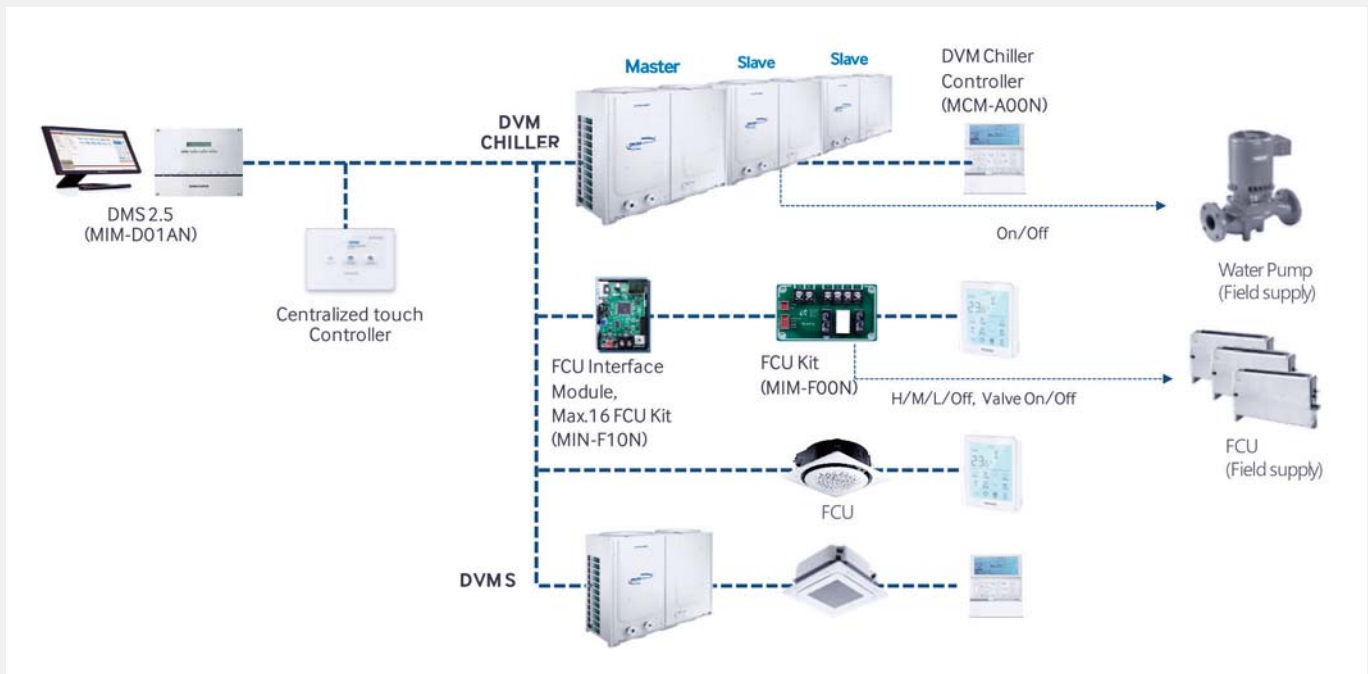 Master
Slave
Slave
DVM Chiller
Controller
(MCM-A00N)
DVM
CHILLER
DMS 2.5
(MIM-D01AN)
On/Off
Centralized touch
Controller
Water Pump
(Field supply)
FCU Interface
Module,
Max.16 FCU Kit
(MIN-F10N)
FCU Kit
(MIM-F00N)
H/M/L/Off, Valve On/Off
FCU
(Field supply)
FCU
DVM S